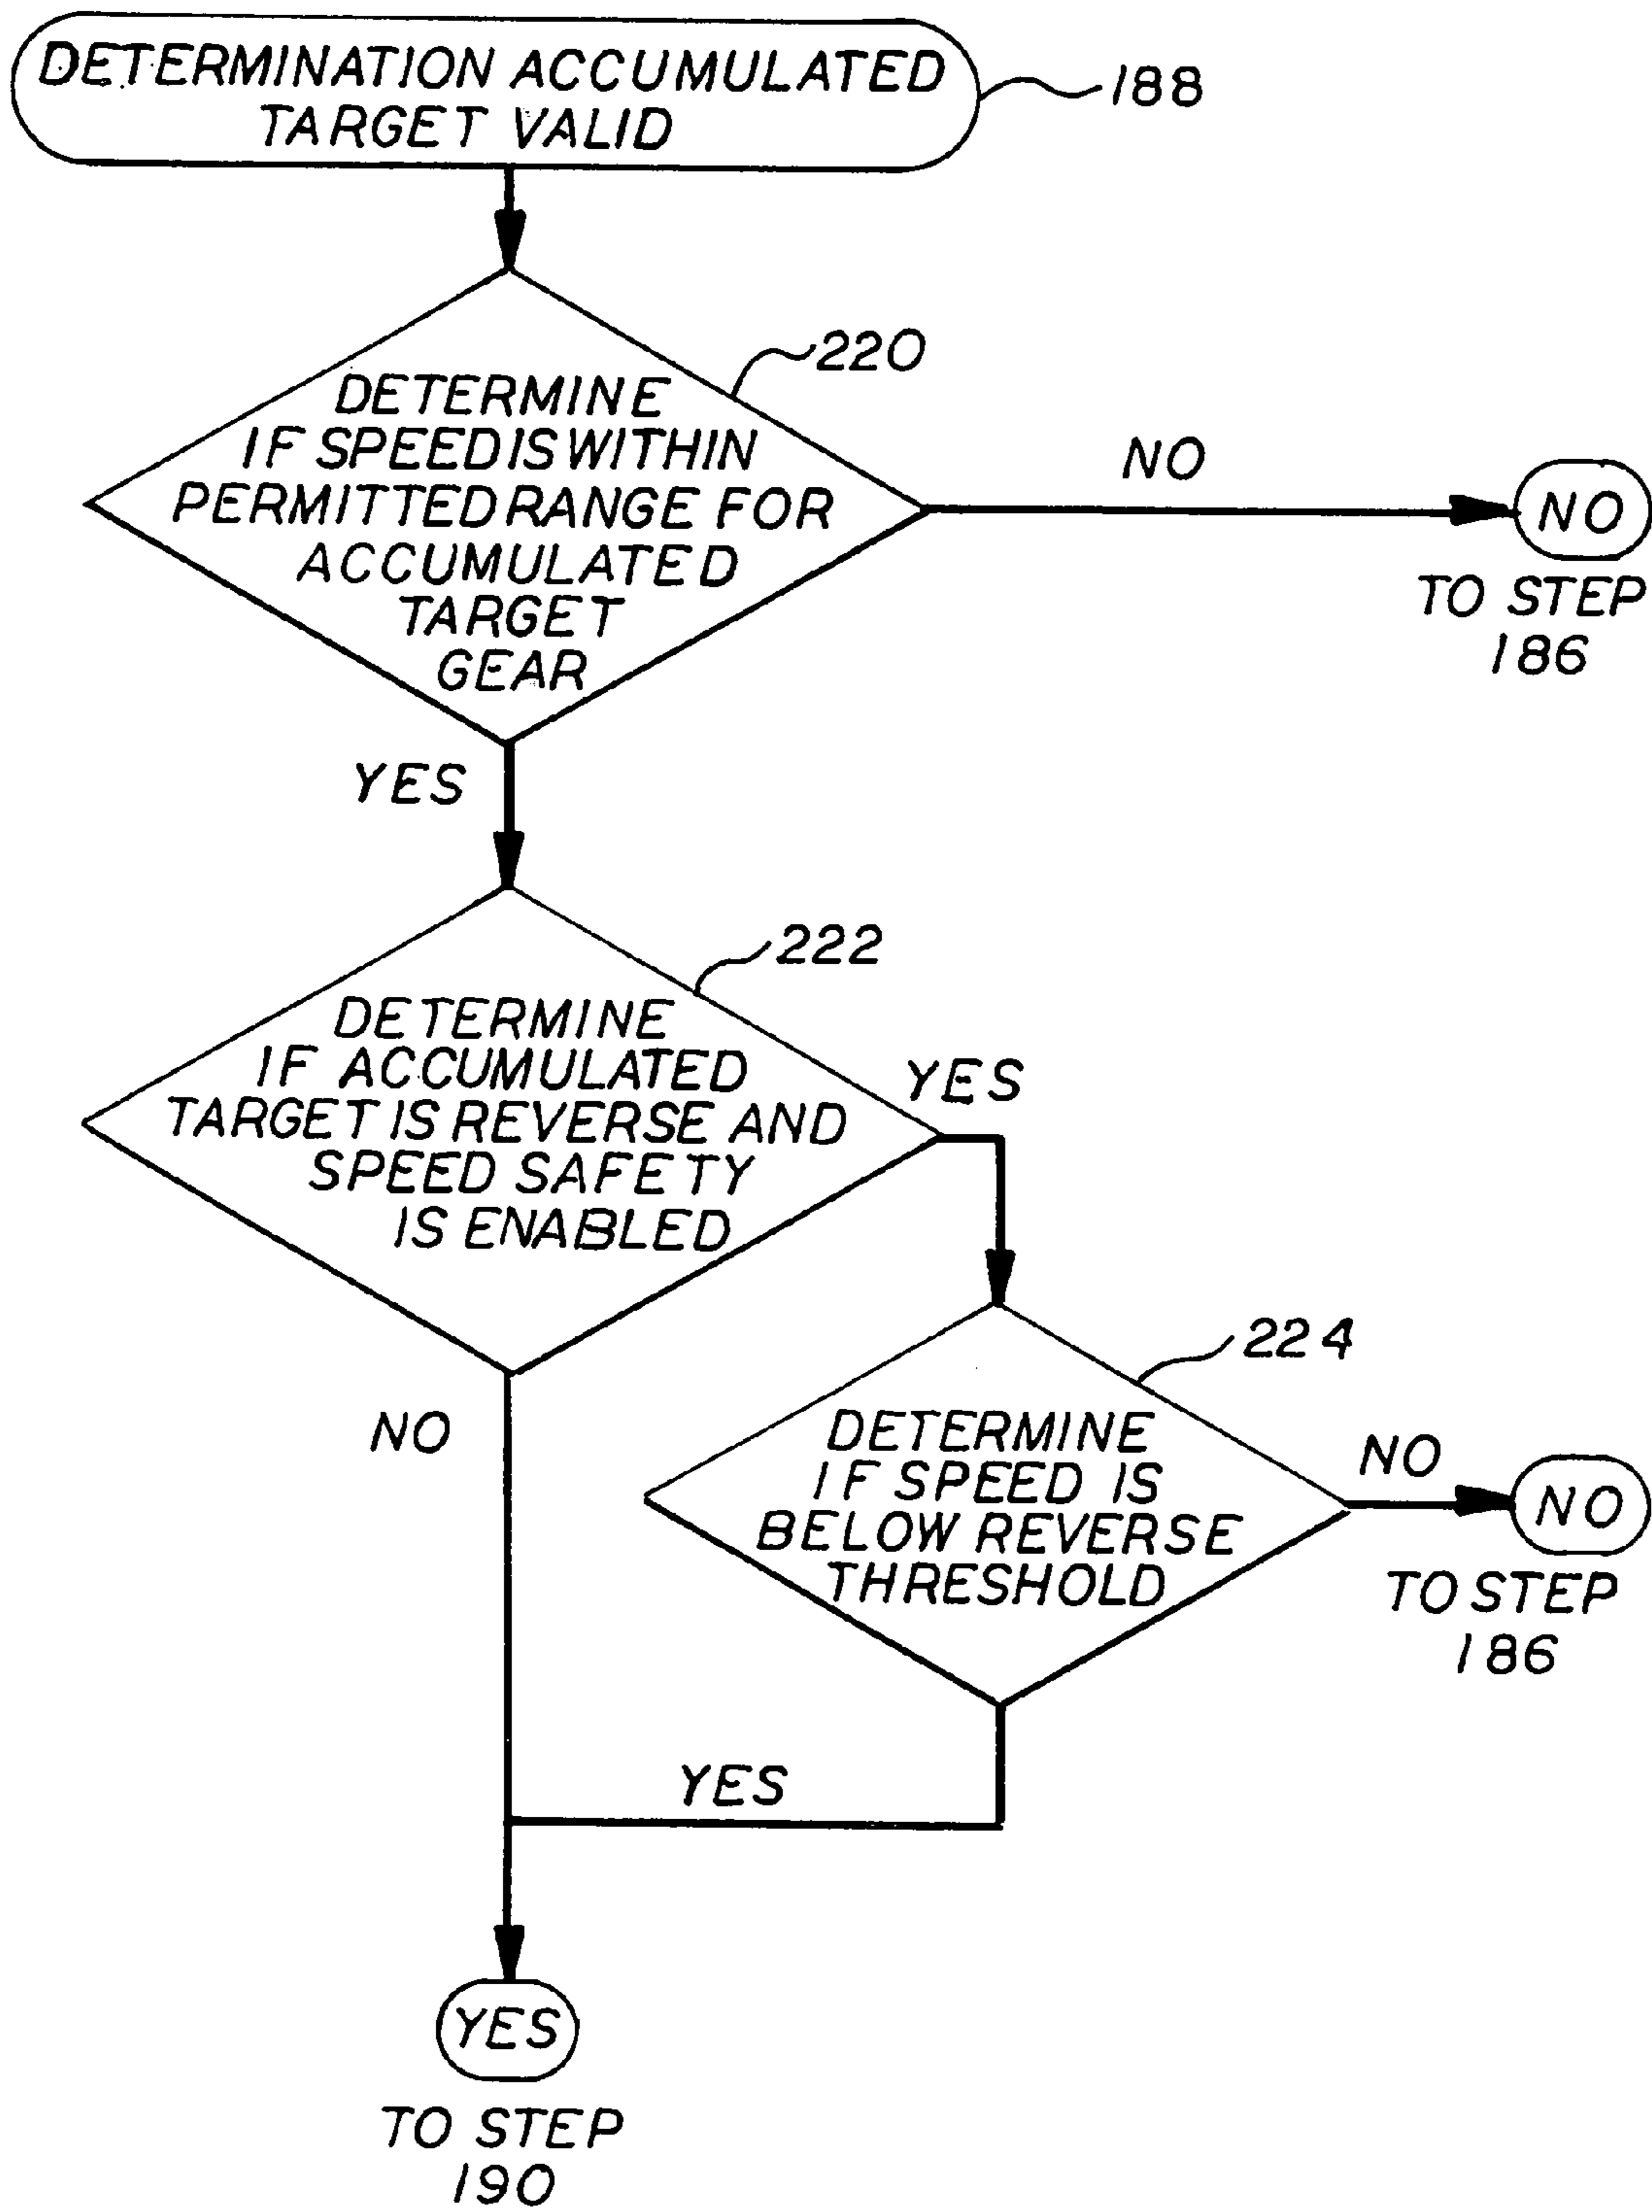 DETERMINATION ACCUMULATED
TARGET VALID
188
220
DETERMINE
IF SPEED IS WITHIN
PERMITTED RANGE FOR
ACCUMULATED
TARGET
GEAR
NO
NO
TO STEP
186
YES
222
DETERMINE
IF ACCUMULATED
TARGET IS REVERSE AND
SPEED SAFETY
IS ENABLED
YES
224
DETERMINE
IF SPEED IS
BELOW REVERSE
THRESHOLD
NO
NO
TO STEP
186
NO
YES
YES
TO STEP
190